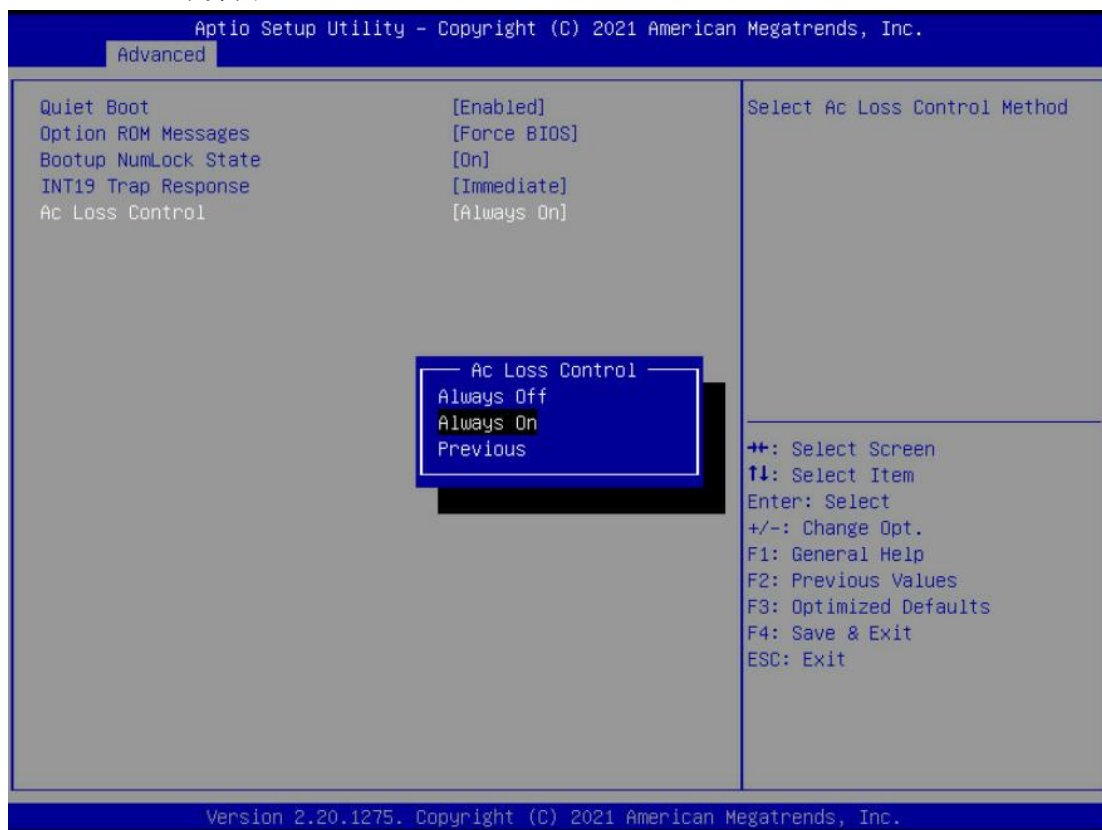 Aptio Setup Utility – Copyright (C) 2021 American Megatrends, Inc.
Advanced
Quiet Boot [Enabled]
Option ROM Messages [Force BIOS]
Bootup NumLock State [On]
INT19 Trap Response [Immediate]
Ac Loss Control [Always On]
Select Ac Loss Control Method
Ac Loss Control
Always Off
Always On
Previous
→←: Select Screen
↑↓: Select Item
Enter: Select
+/-: Change Opt.
F1: General Help
F2: Previous Values
F3: Optimized Defaults
F4: Save & Exit
ESC: Exit
Version 2.20.1275. Copyright (C) 2021 American Megatrends, Inc.